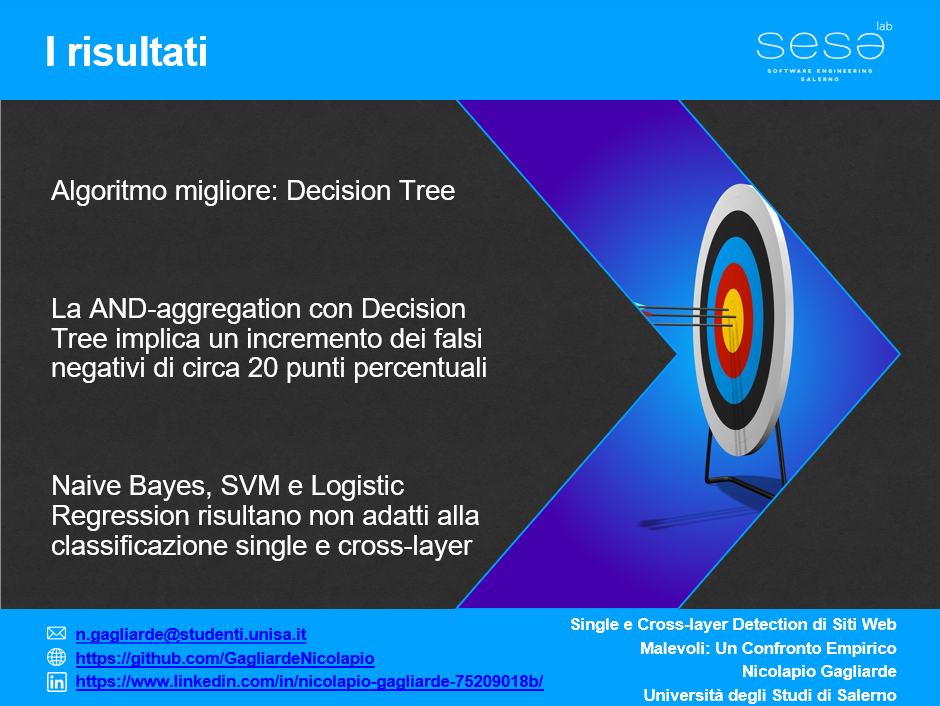 I risultati
lab
sesa
SOFTWARE ENGINEERING
SALERNO
Algoritmo migliore: Decision Tree
La AND-aggregation con Decision
Tree implica un incremento dei falsi
negativi di circa 20 punti percentuali
Naive Bayes, SVM e Logistic
Regression risultano non adatti alla
classificazione single e cross-layer
n.gagliarde@studenti.unisa.it
https://github.com/GagliardeNicolapio
in
https://www.linkedin.com/in/nicolapio-gagliarde-75209018b/
Single e Cross-layer Detection di Siti Web
Malevoli: Un Confronto Empirico
Nicolapio Gagliarde
Università degli Studi di Salerno